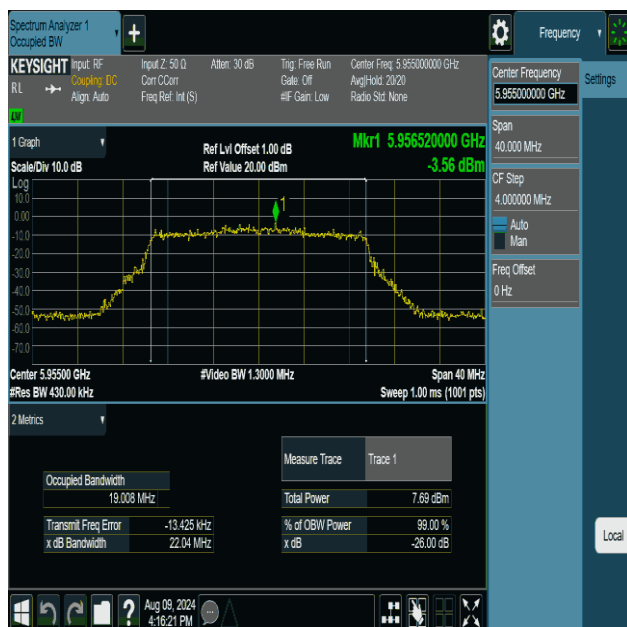 Spectrum Analyzer 1
Occupied BW
+
Frequency
KEYSIGHT
RL
Input: RF
Coupling: DC
Align: Auto
Input Z: 50 Ω
Corr CCorr
Freq Ref: Int (S)
Atten: 30 dB
Trig: Free Run
Gate: Off
#IF Gain: Low
Center Freq: 5.955000000 GHz
Avg|Hold: 20/20
Radio Std: None
Center Frequency
5.955000000 GHz
Settings
Span
40.000 MHz
CF Step
4.000000 MHz
Auto
Man
Freq Offset
0 Hz
Local
1 Graph
Scale/Div 10.0 dB
Ref Lvl Offset 1.00 dB
Ref Value 20.00 dBm
Mkr1 5.956520000 GHz
-3.56 dBm
Log
10.0
0.00
-10.0
-20.0
-30.0
-40.0
-50.0
-60.0
-70.0
1
Center 5.95500 GHz
#Res BW 430.00 kHz
#Video BW 1.3000 MHz
Span 40 MHz
Sweep 1.00 ms (1001 pts)
2 Metrics
Measure Trace Trace 1
Occupied Bandwidth
19.008 MHz
Total Power 7.69 dBm
Transmit Freq Error -13.425 kHz
% of OBW Power 99.00 %
x dB Bandwidth 22.04 MHz
x dB -26.00 dB
?
Aug 09, 2024
4:16:21 PM